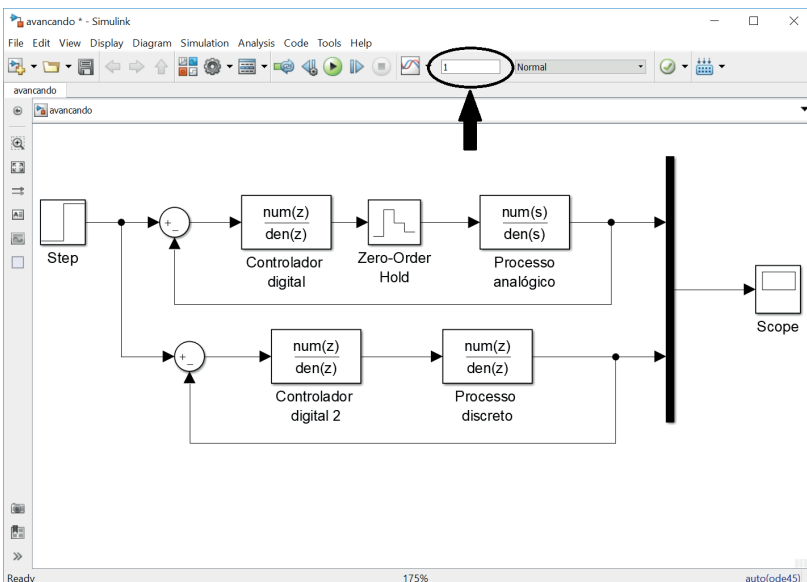 avancando * - Simulink
File Edit View Display Diagram Simulation Analysis Code Tools Help
1
Normal
avancando
avancando
Step
+
_
num(z)
den(z)
Controlador
digital
Zero-Order
Hold
num(s)
den(s)
Processo
analógico
Scope
+
_
num(z)
den(z)
Controlador
digital 2
num(z)
den(z)
Processo
discreto
Ready
175%
auto(ode45)